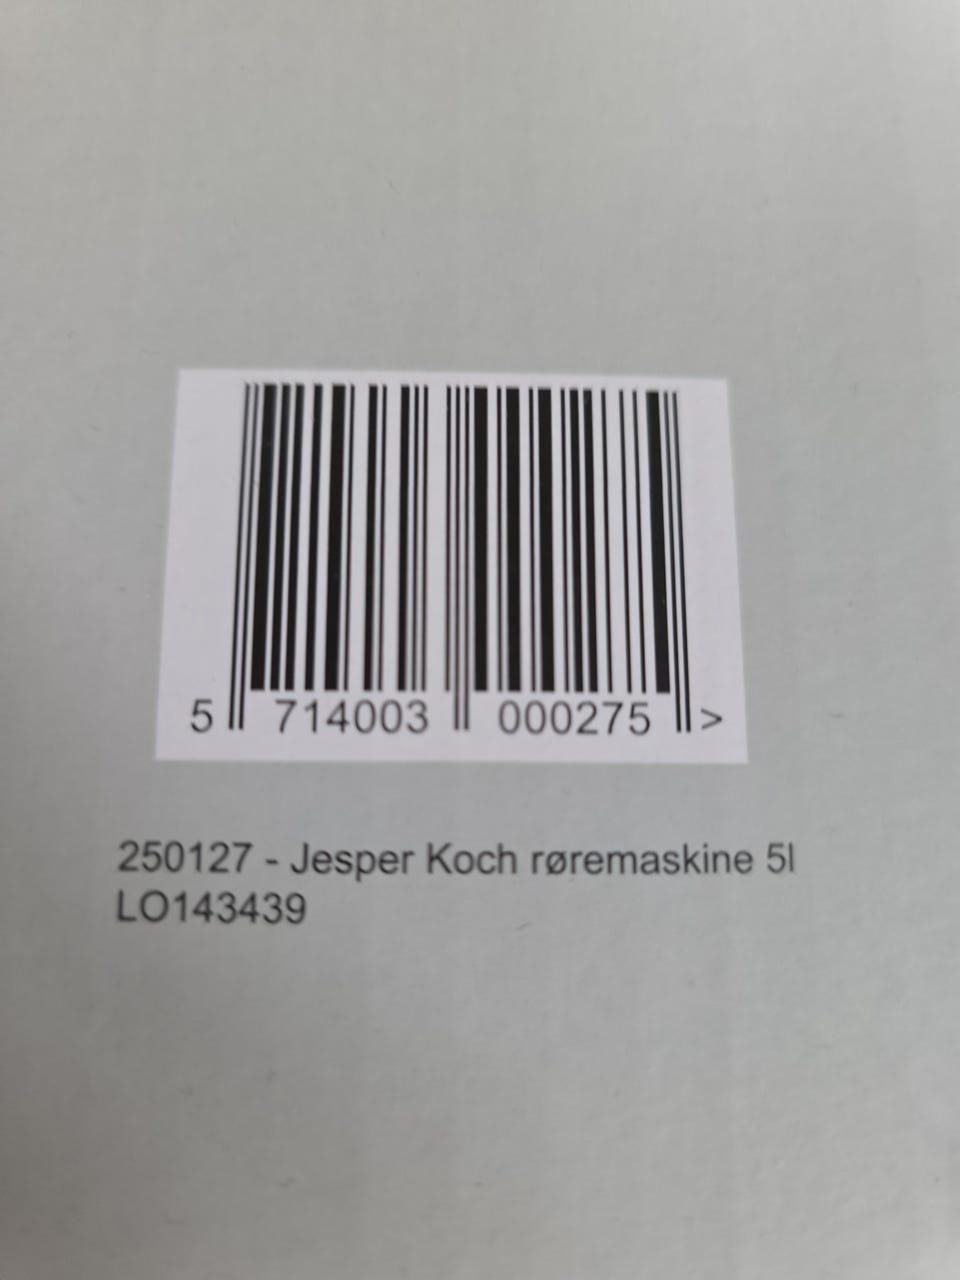 5 714003 000275 >
250127 - Jesper Koch røremaskine 5l
LO143439